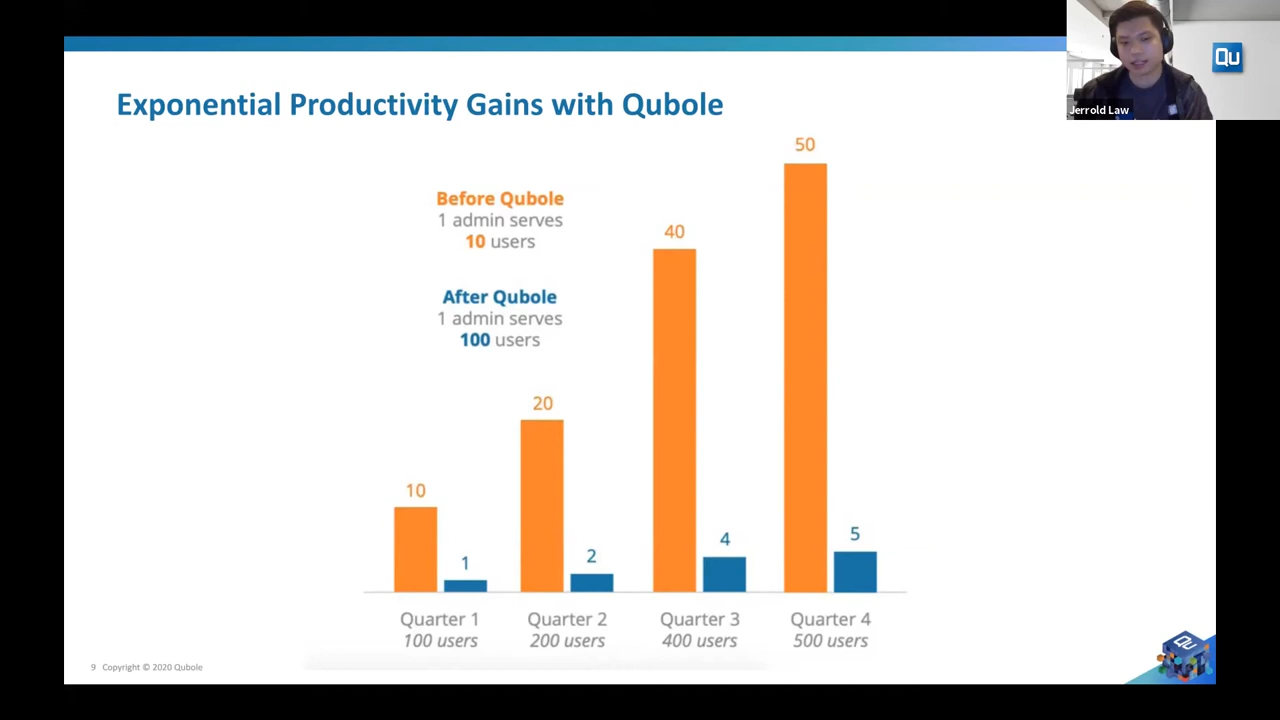 Exponential Productivity Gains with Qubole
Qu
Jerrold Law
Before Qubole
1 admin serves
10 users
After Qubole
1 admin serves
100 users
10
1
20
2
40
4
50
5
Quarter 1
100 users
Quarter 2
200 users
Quarter 3
400 users
Quarter 4
500 users
9 Copyright © 2020 Qubole
Qu